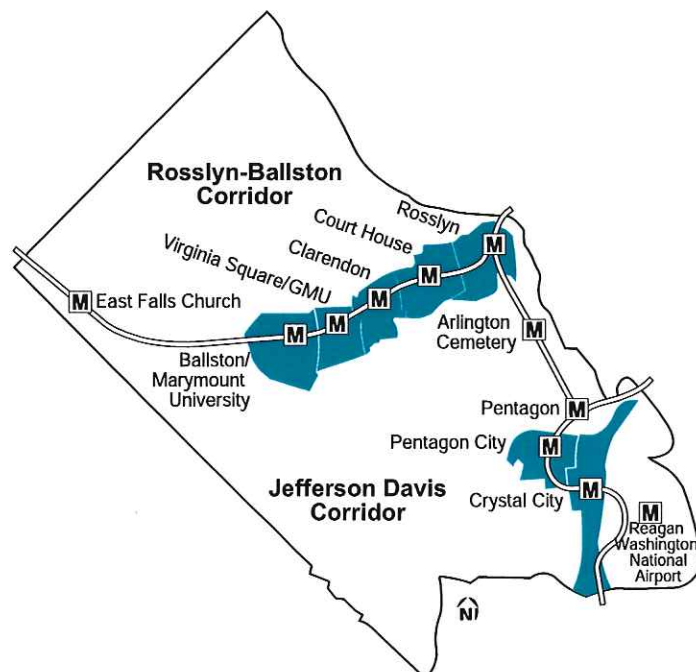 Rosslyn-Ballston
Corridor
Rosslyn
Court House
Clarendon
Virginia Square/GMU
M
M
M
M
M
M
East Falls Church
M
Arlington
Cemetery
Ballston/
Marymount
University
Pentagon
M
Pentagon City
M
Jefferson Davis
Corridor
Crystal City
M
M
Reagan
Washington
National
Airport
N